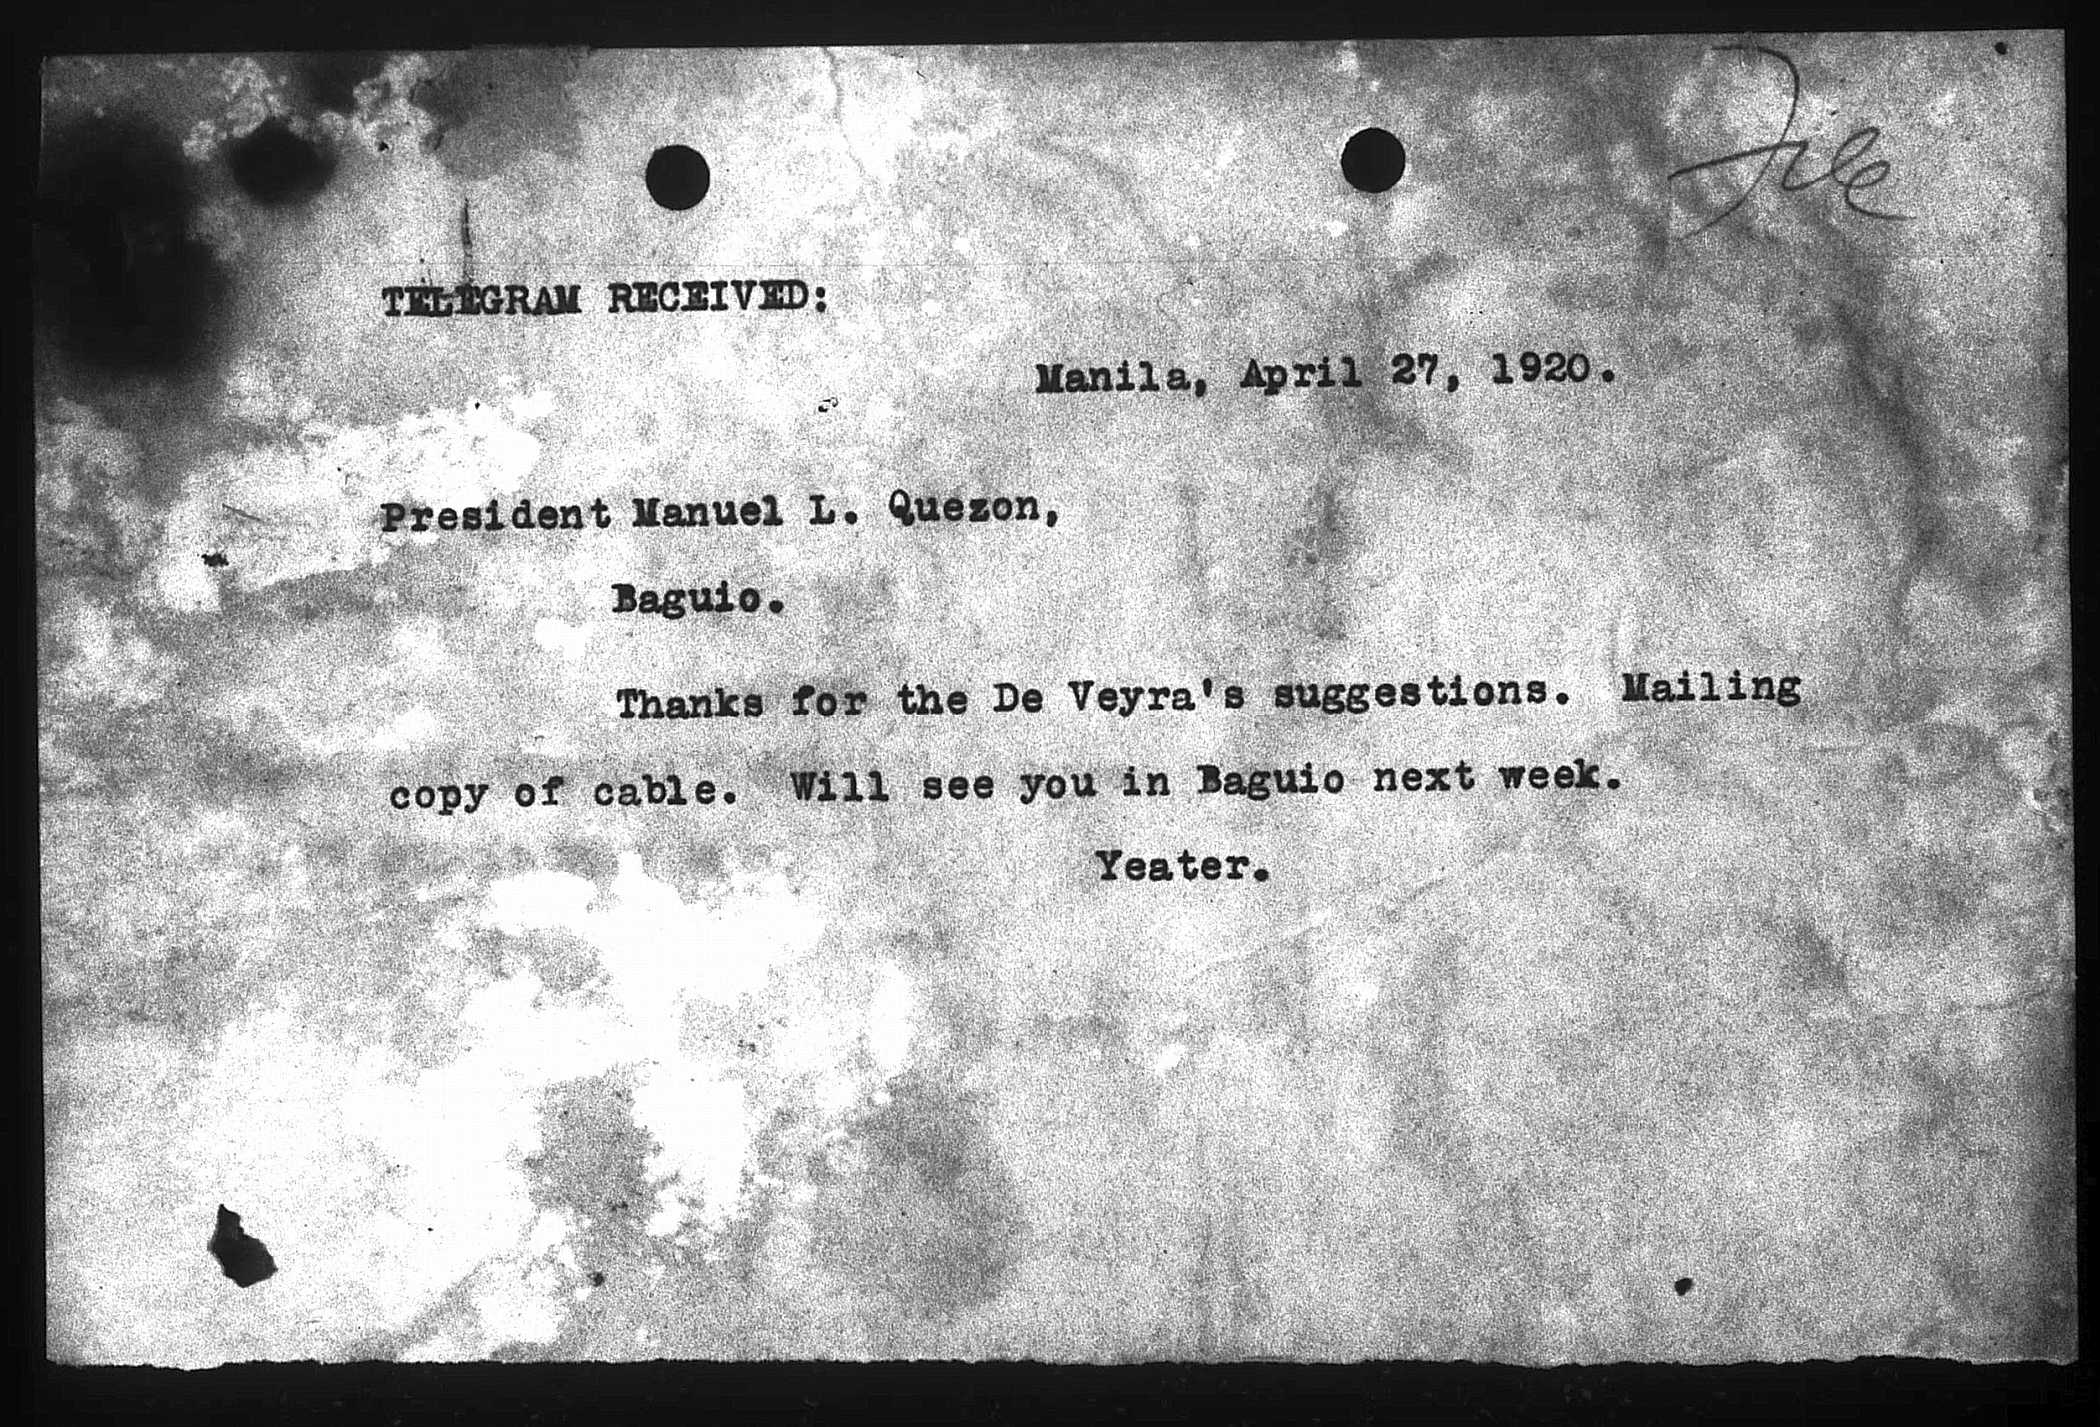 File
TELEGRAM RECEIVED:
Manila, April 27, 1920.
President Manuel L. Quezon,
Baguio.
Thanks for the De Veyra's suggestions. Mailing
copy of cable. Will see you in Baguio next week.
Yeater.